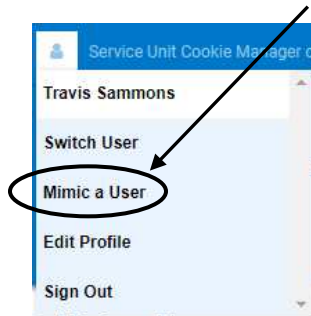 Service Unit Cookie Manager
Travis Sammons
Switch User
Mimic a User
Edit Profile
Sign Out